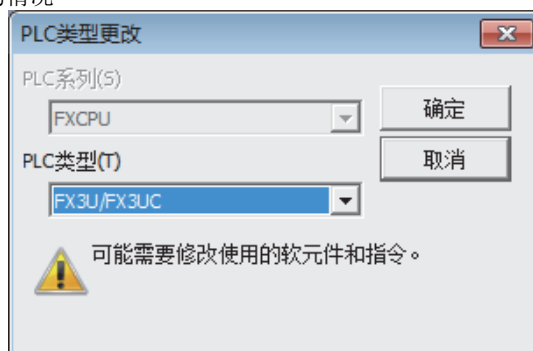 情况
PLC类型更改
PLC系列(S)
FXCPU
确定
PLC类型(T)
取消
FX3U/FX3UC
可能需要修改使用的软元件和指令。